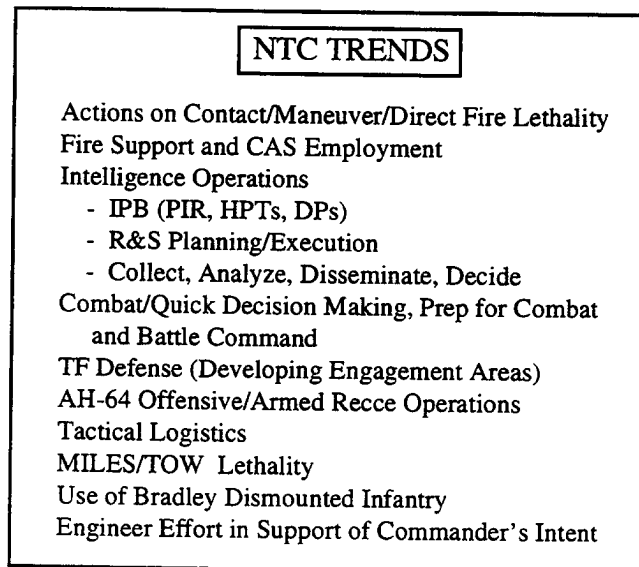 NTC TRENDS
Actions on Contact/Maneuver/Direct Fire Lethality
Fire Support and CAS Employment
Intelligence Operations
- IPB (PIR, HPTs, DPs)
- R&S Planning/Execution
- Collect, Analyze, Disseminate, Decide
Combat/Quick Decision Making, Prep for Combat
and Battle Command
TF Defense (Developing Engagement Areas)
AH-64 Offensive/Armed Recce Operations
Tactical Logistics
MILES/TOW Lethality
Use of Bradley Dismounted Infantry
Engineer Effort in Support of Commander's Intent